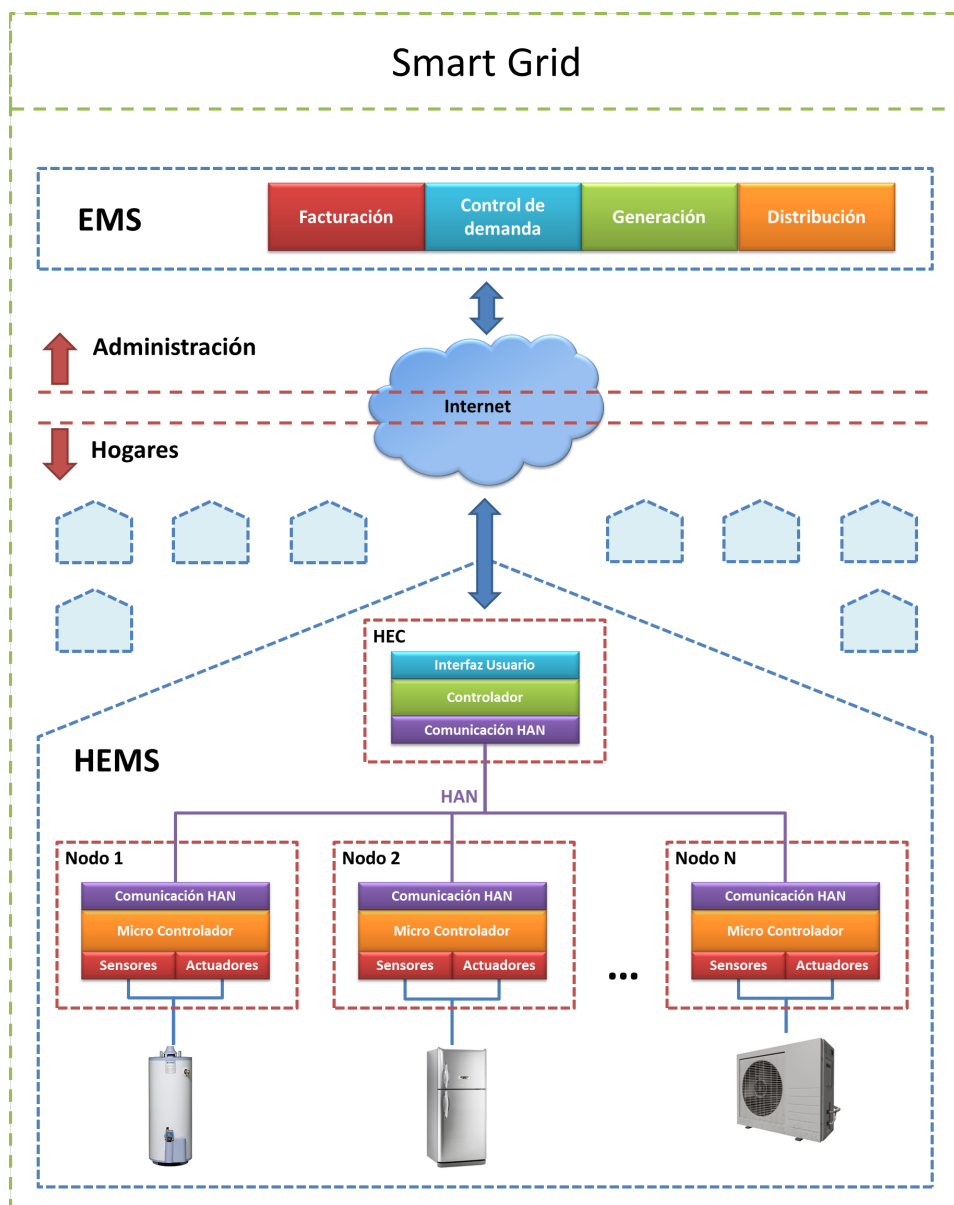 Smart Grid
EMS
Facturación
Control de
demanda
Generación
Distribución
Administración
Internet
Hogares
HEC
Interfaz Usuario
Controlador
Comunicación HAN
HEMS
HAN
Nodo 1
Comunicación HAN
Micro Controlador
Sensores
Actuadores
Nodo 2
Comunicación HAN
Micro Controlador
Sensores
Actuadores
...
Nodo N
Comunicación HAN
Micro Controlador
Sensores
Actuadores